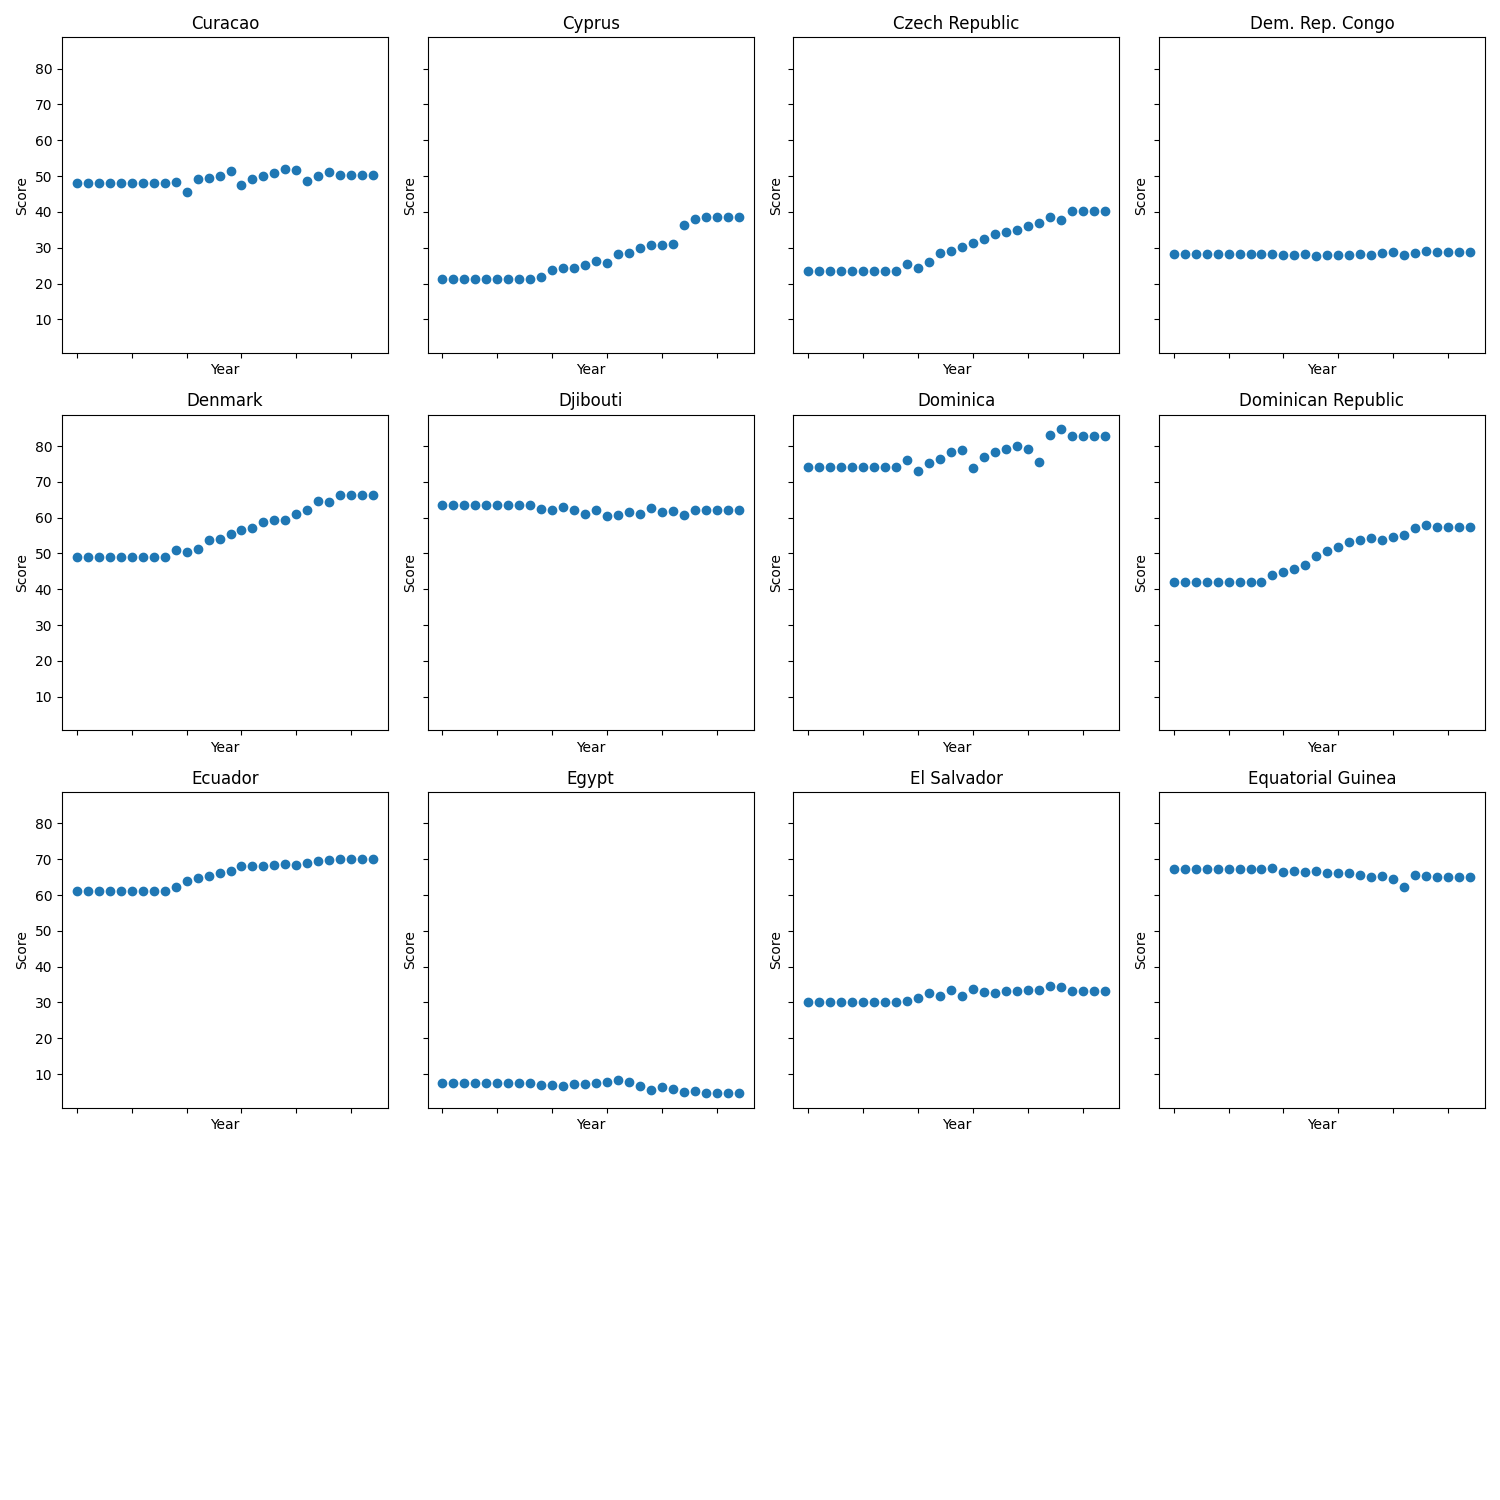 Curacao
Cyprus
Czech Republic
Dem. Rep. Congo
80
70
60
50
40
30
20
10
Score
Score
Score
Score
Year
Year
Year
Year
Denmark
Djibouti
Dominica
Dominican Republic
80
70
60
50
40
30
20
10
Score
Score
Score
Score
Year
Year
Year
Year
Ecuador
Egypt
El Salvador
Equatorial Guinea
80
70
60
50
40
30
20
10
Score
Score
Score
Score
Year
Year
Year
Year